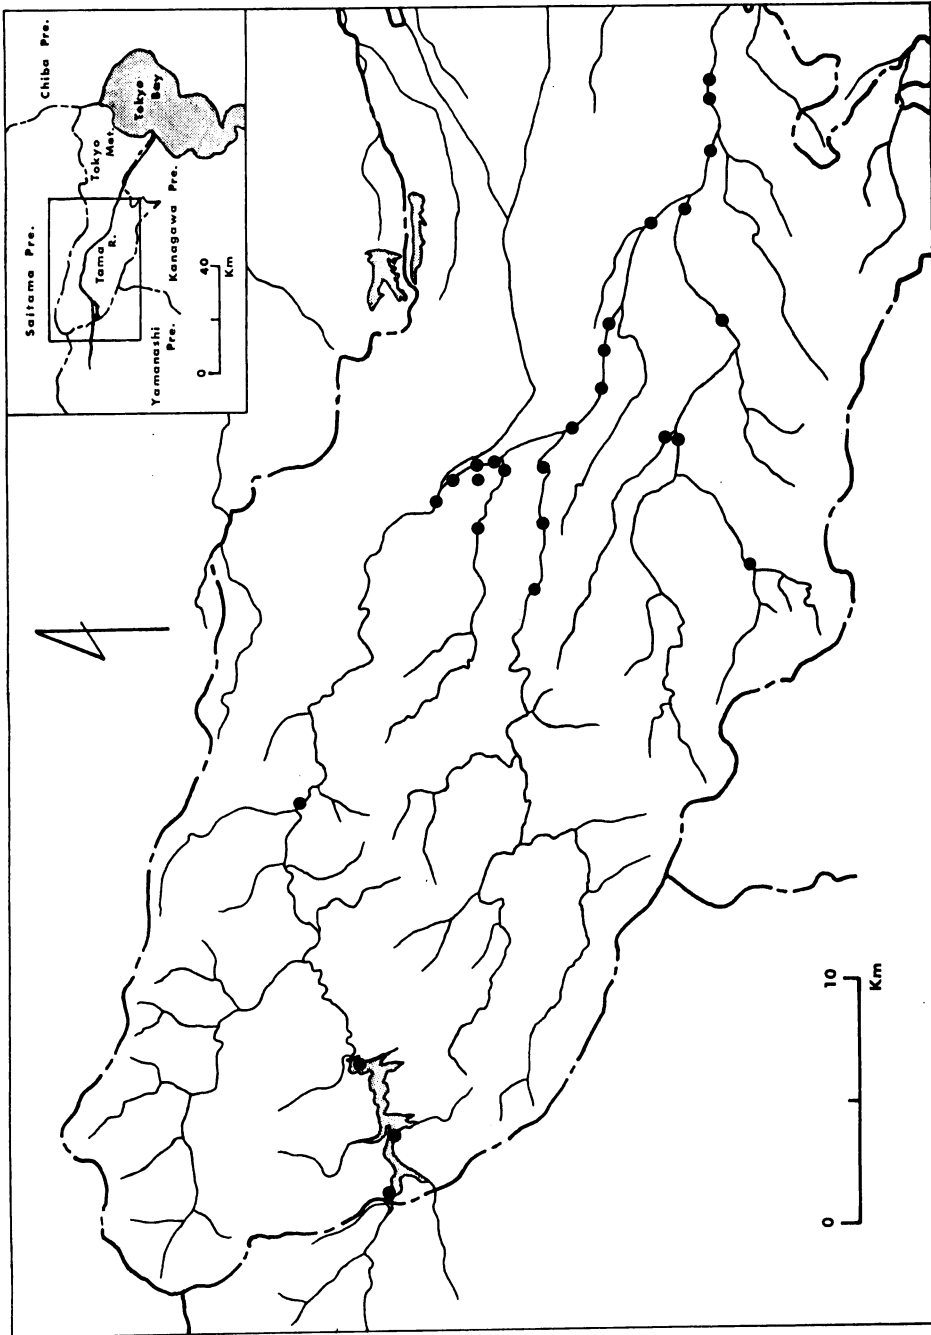 Saitama Pre.
Chiba Pre.
Tokyo
Met.
Tokyo
Bay
Tama
R.
Kanagawa Pre.
Yamanashi
Pre.
0 40
Km
0 10
Km